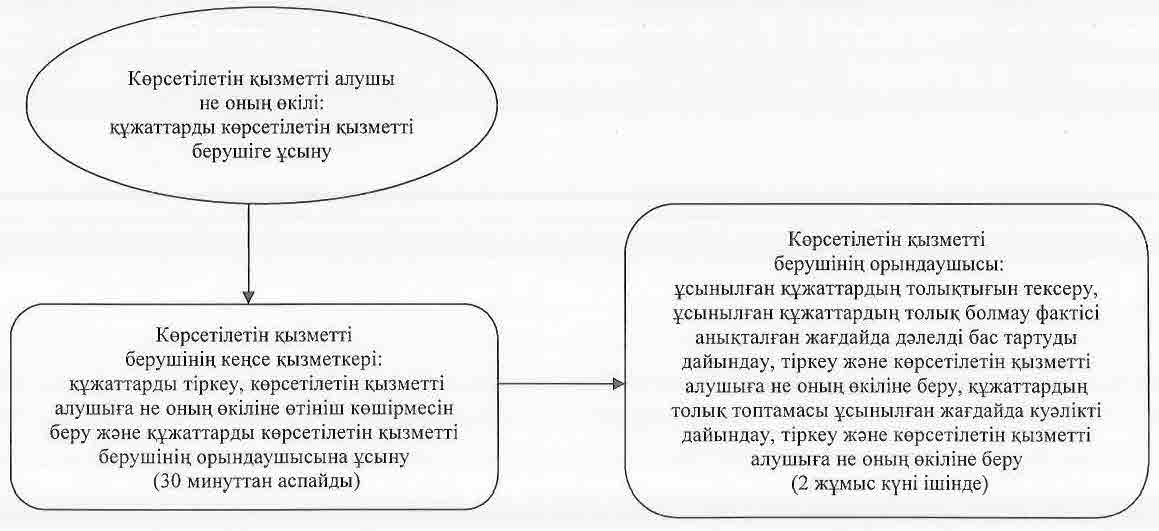 Көрсетілетін қызметті алушы
не оның өкілі:
құжаттарды көрсетілетін қызметті
берушіге ұсыну
Көрсетілетін қызметті
берушінің кеңсе қызметкері:
құжаттарды тіркеу, көрсетілетін қызметті
алушыға не оның өкіліне өтініш көшірмесін
беру және құжаттарды көрсетілетін қызметті
берушінің орындаушысына ұсыну
(30 минуттан аспайды)
Көрсетілетін қызметті
берушінің орындаушысы:
ұсынылған құжаттардың толықтығын тексеру,
ұсынылған құжаттардың толық болмау фактісі
анықталған жағдайда дәлелді бас тартуды
дайындау, тіркеу және көрсетілетін қызметті
алушыға не оның өкіліне беру, құжаттардың
толық топтамасы ұсынылған жағдайда куәлікті
дайындау, тіркеу және көрсетілетін қызметті
алушыға не оның өкіліне беру
(2 жұмыс күні ішінде)